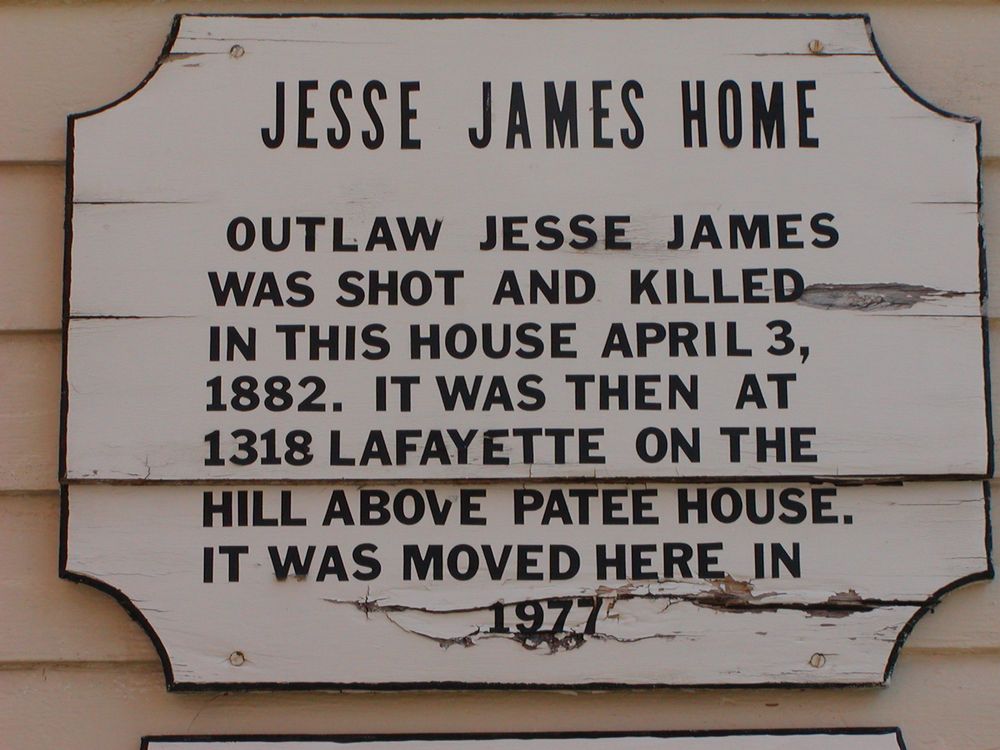 JESSE JAMES HOME
OUTLAW JESSE JAMES
WAS SHOT AND KILLED
IN THIS HOUSE APRIL 3,
1882. IT WAS THEN AT
1318 LAFAYETTE ON THE
HILL ABOVE PATEE HOUSE.
IT WAS MOVED HERE IN
1977